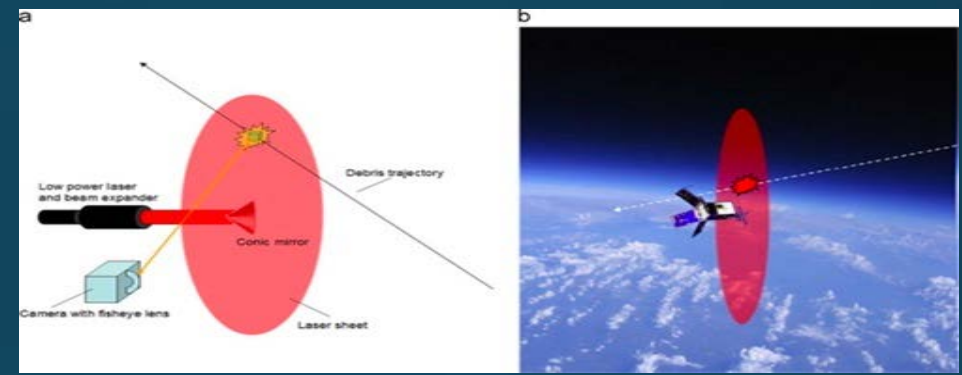 a
b
Debris trajectory
Low power laser
and beam expander
Conic mirror
Camera with fisheye lens
Laser sheet